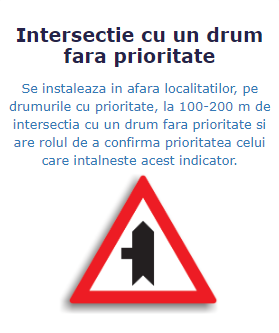 Intersectie cu un drum
fara prioritate
Se instaleaza in afara localitatilor, pe
drumurile cu prioritate, la 100-200 m de
intersectia cu un drum fara prioritate si
are rolul de a confirma prioritatea celui
care intalneste acest indicator.